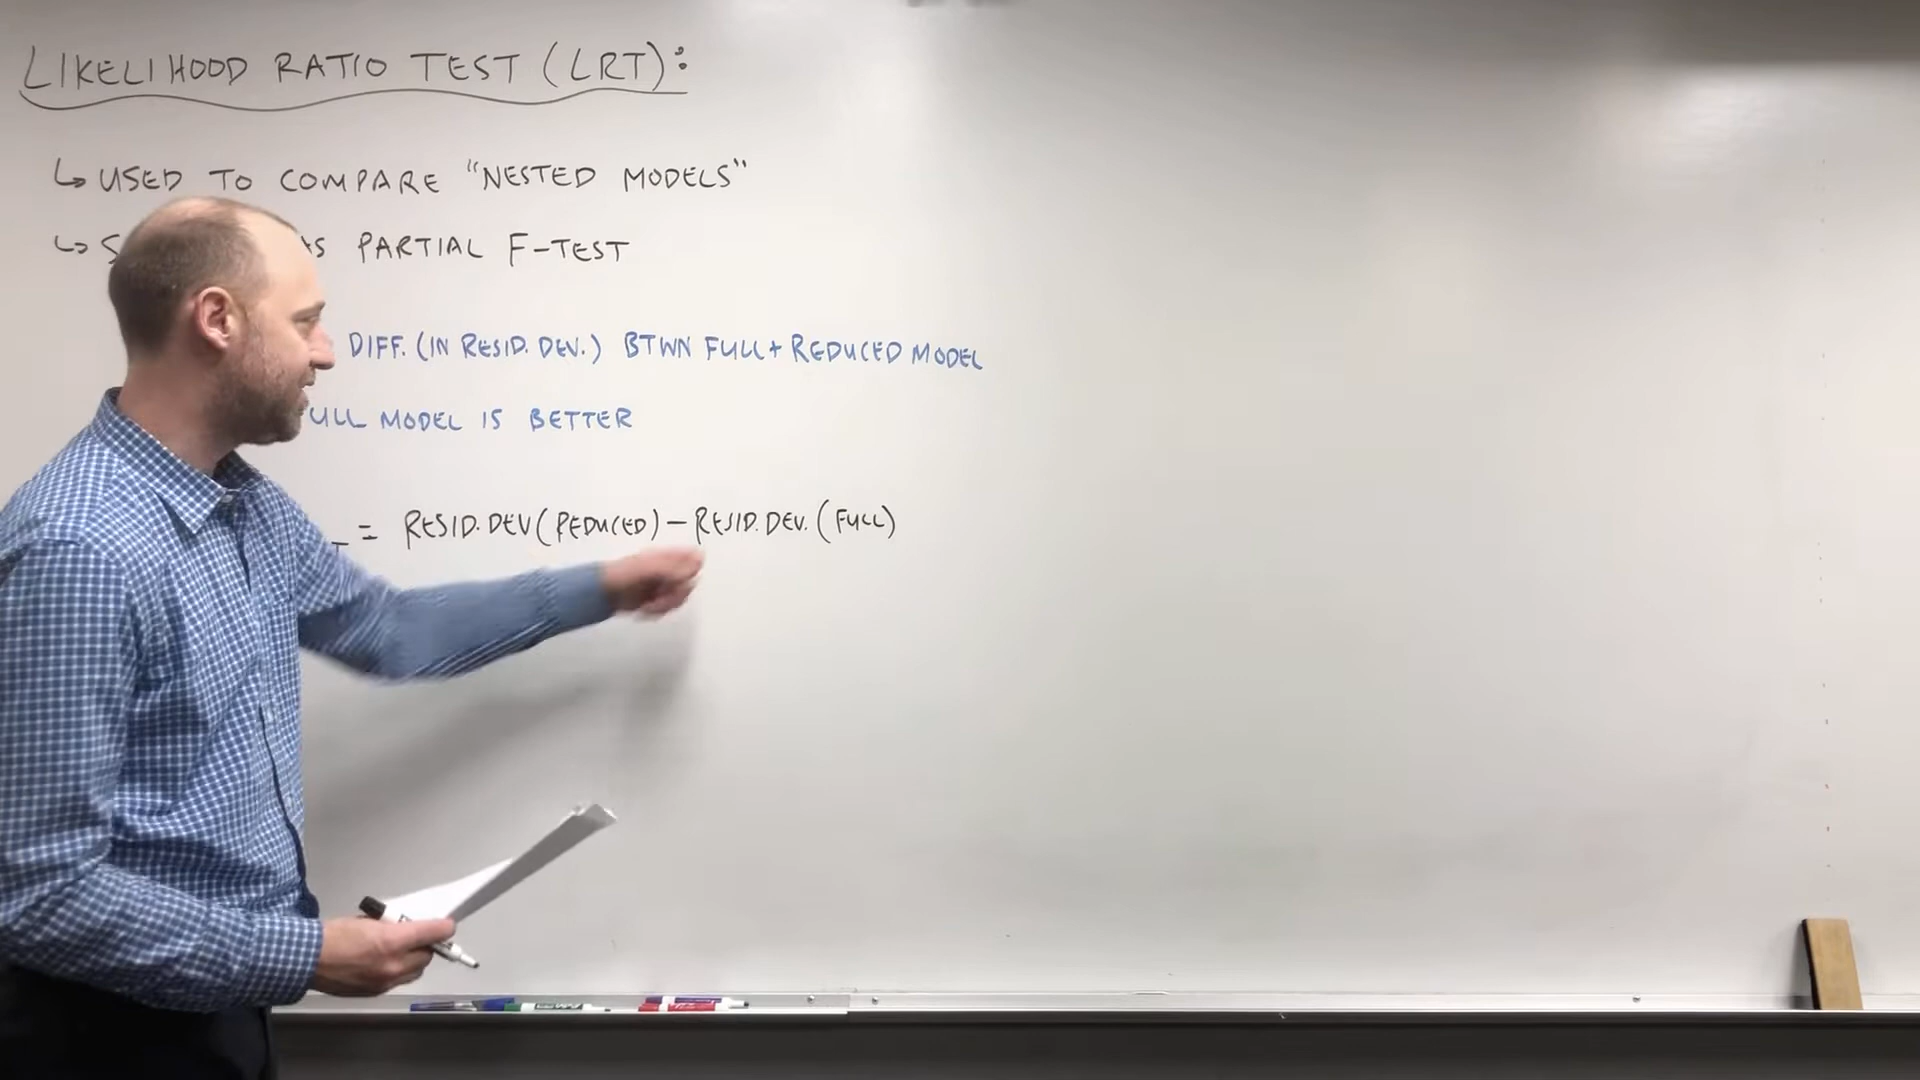 LIKELIHOOD RATIO TEST (LRT):
↳ USED TO COMPARE "NESTED MODELS"
↳ PARTIAL F-TEST
DIFF. (IN RESID. DEV.) BTWN FULL + REDUCED MODEL
MODEL IS BETTER
= RESID. DEV (REDUCED) - RESID. DEV. (FULL)